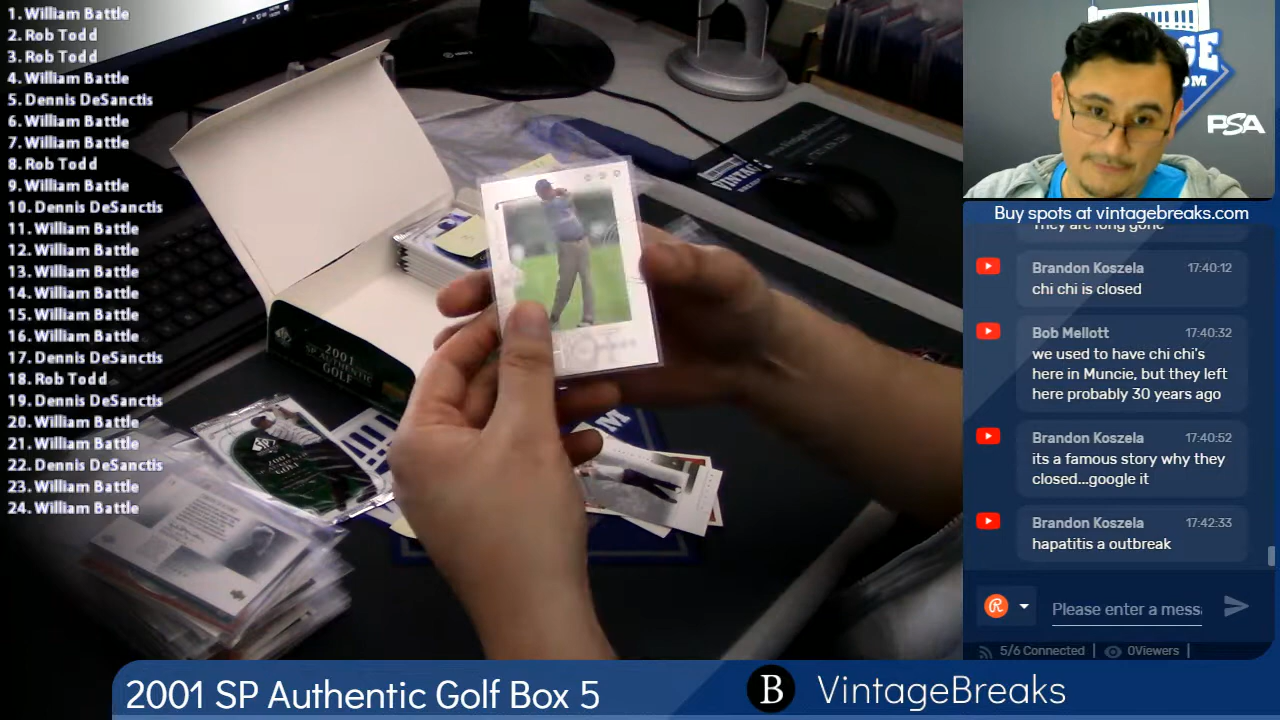 1. William Battle
2. Rob Todd
3. Rob Todd
4. William Battle
5. Dennis DeSanctis
6. William Battle
7. William Battle
8. Rob Todd
9. William Battle
10. Dennis DeSanctis
11. William Battle
12. William Battle
13. William Battle
14. William Battle
15. William Battle
16. William Battle
17. Dennis DeSanctis
18. Rob Todd
19. Dennis DeSanctis
20. William Battle
21. William Battle
22. Dennis DeSanctis
23. William Battle
24. William Battle
2001
SP AUTHENTIC
GOLF
PSA
Buy spots at vintagebreaks.com
They are long gone
Brandon Koszela 17:40:12
chi chi is closed
Bob Mellott 17:40:32
we used to have chi chi's
here in Muncie, but they left
here probably 30 years ago
Brandon Koszela 17:40:52
its a famous story why they
closed...google it
Brandon Koszela 17:42:33
hapatitis a outbreak
Please enter a messa
5/6 Connected | 0Viewers |
2001 SP Authentic Golf Box 5
B VintageBreaks